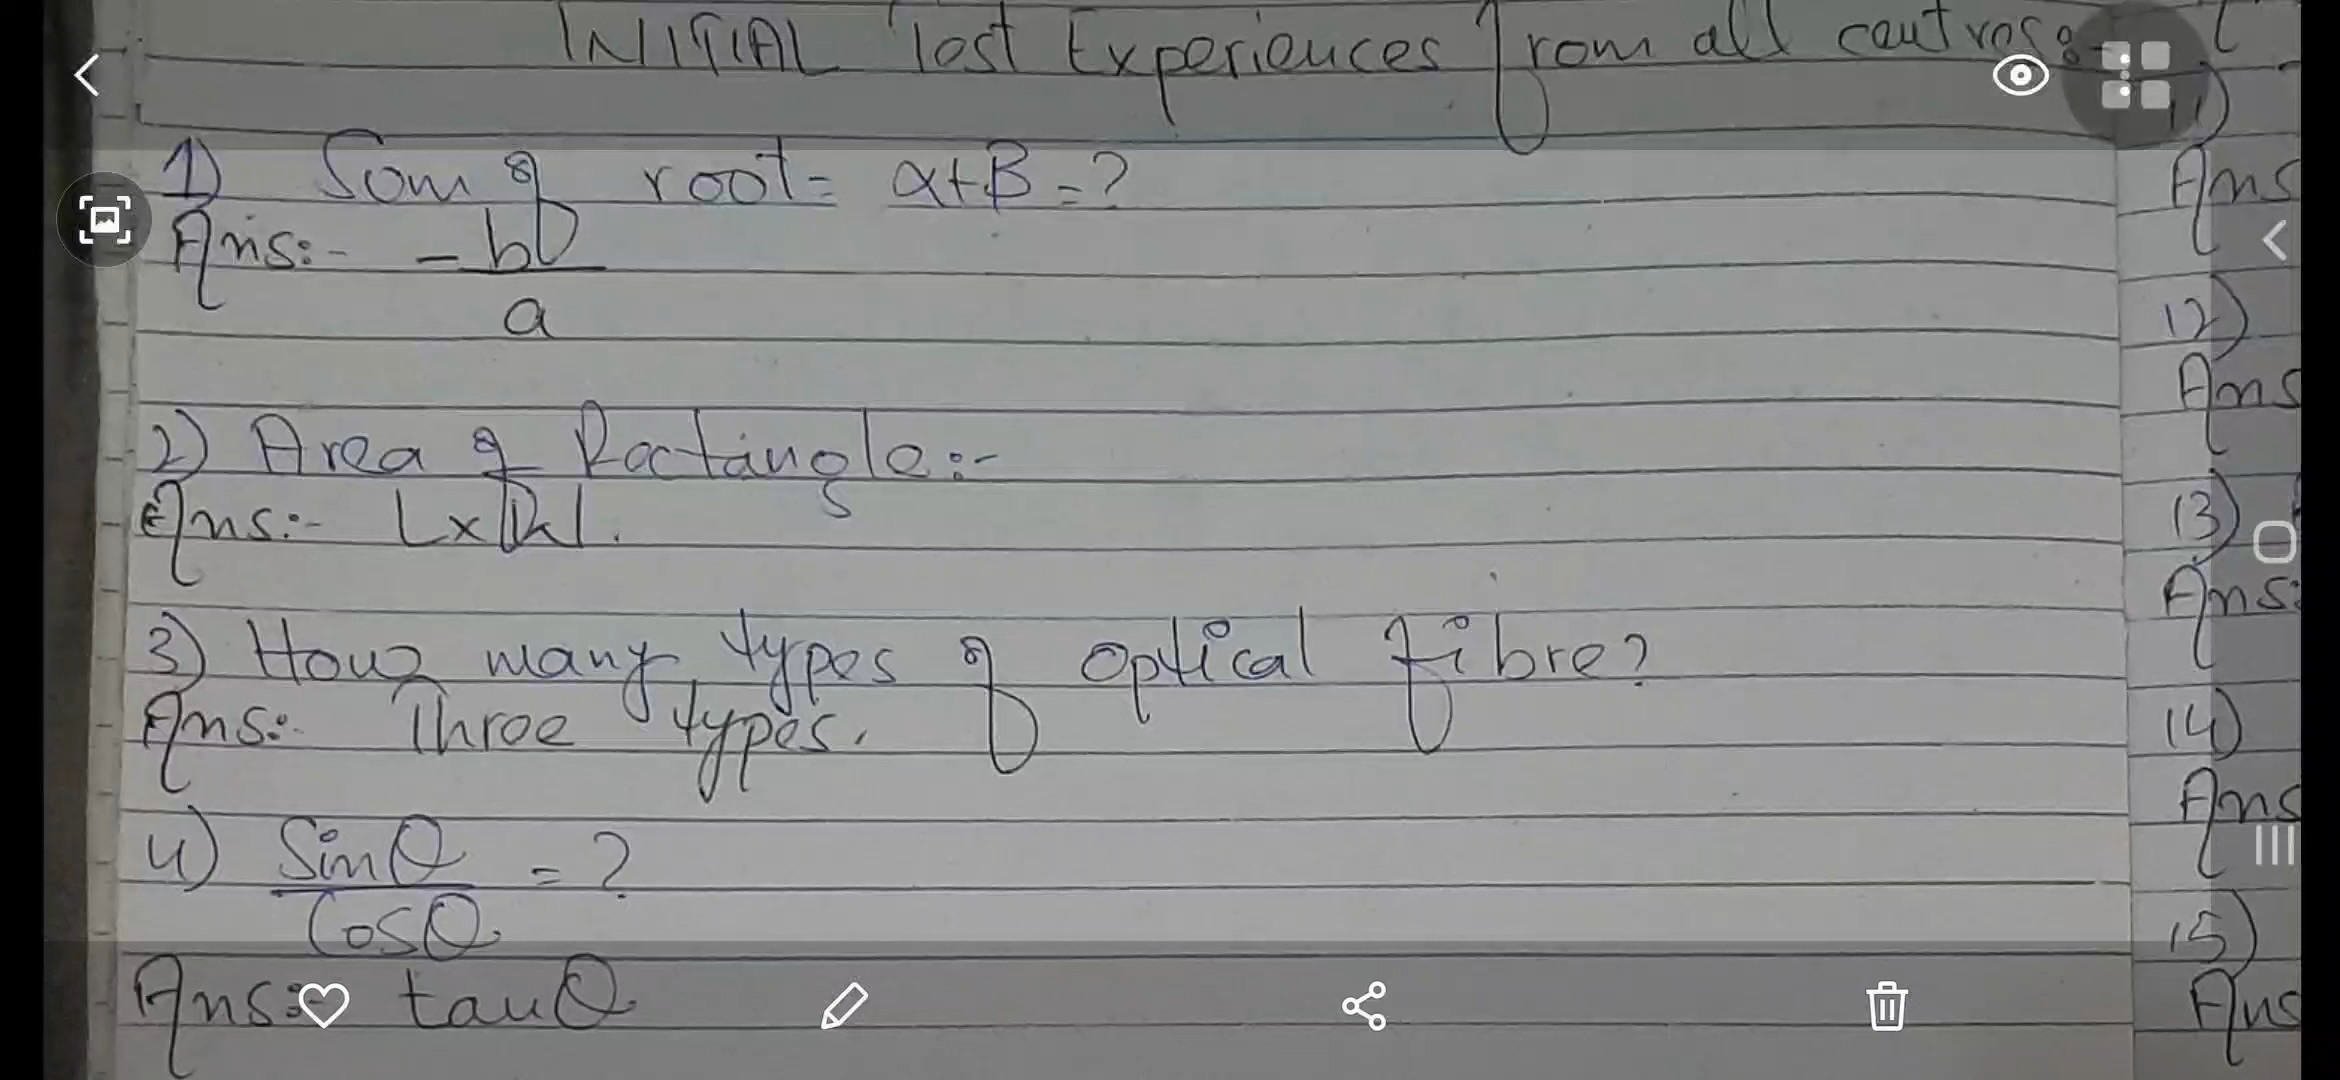 INITIAL Test Experiences from all centres:-
1) Som of root = α+β = ?
Ans:- -b
a
2) Area of Rectangle:-
Ans:- L x W.
3) How many types of optical fibre?
Ans:- Three types.
4) Sinθ = ?
Cosθ
Ans:- tanθ
11)
Ans
12)
Ans
13)
Ans:
14)
Ans
15)
Ans